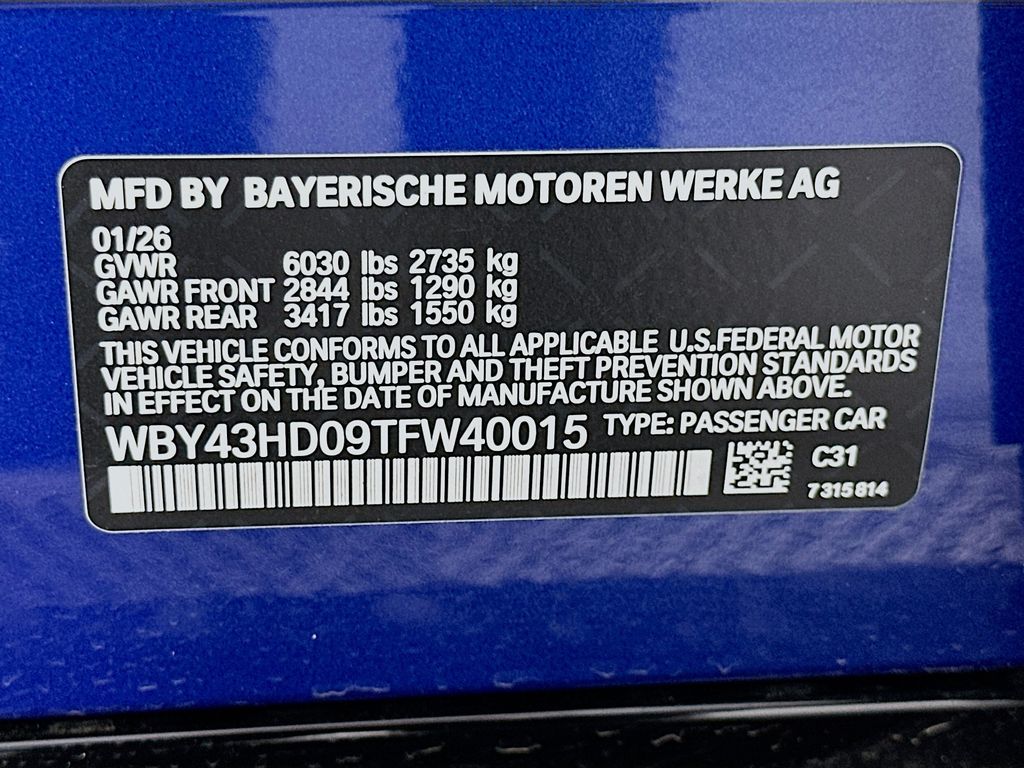 MFD BY BAYERISCHE MOTOREN WERKE AG
01/26
GVWR 6030 lbs 2735 kg
GAWR FRONT 2844 lbs 1290 kg
GAWR REAR 3417 lbs 1550 kg
THIS VEHICLE CONFORMS TO ALL APPLICABLE U.S.FEDERAL MOTOR
VEHICLE SAFETY, BUMPER AND THEFT PREVENTION STANDARDS
IN EFFECT ON THE DATE OF MANUFACTURE SHOWN ABOVE.
WBY43HD09TFW40015 TYPE: PASSENGER CAR
C31
7315814